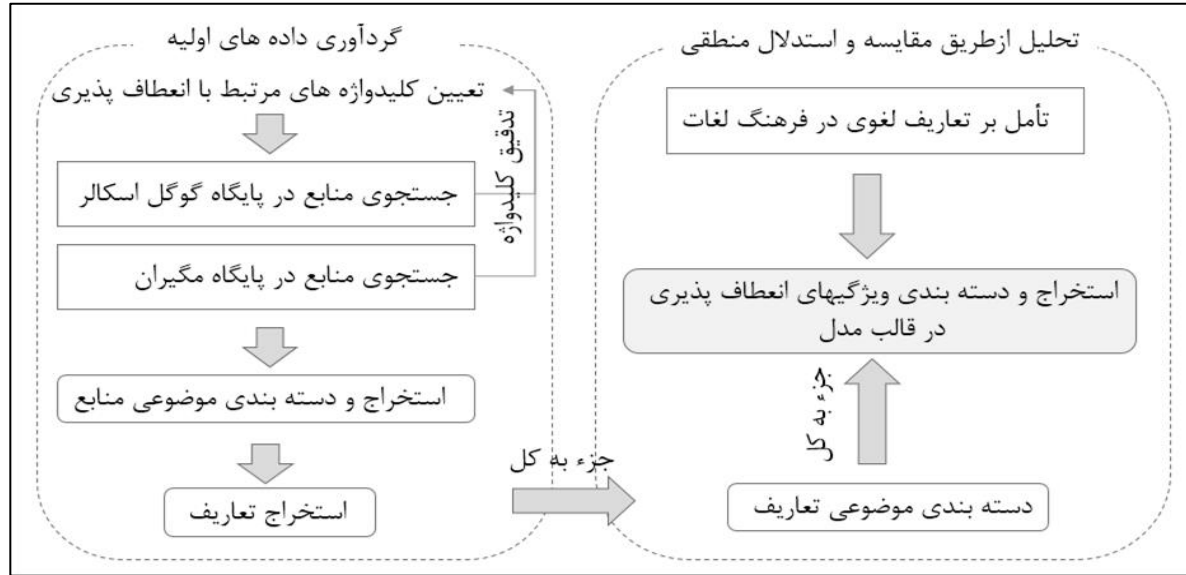 گردآوری داده های اولیه
تعیین کلیدواژه های مرتبط با انعطاف پذیری
تدقیق کلیدواژه
جستجوی منابع در پایگاه گوگل اسکالر
جستجوی منابع در پایگاه مگیران
استخراج و دسته بندی موضوعی منابع
استخراج تعاریف
جزء به کل
تحلیل ازطریق مقایسه و استدلال منطقی
تأمل بر تعاریف لغوی در فرهنگ لغات
استخراج و دسته بندی ویژگیهای انعطاف پذیری
در قالب مدل
جزء به کل
دسته بندی موضوعی تعاریف